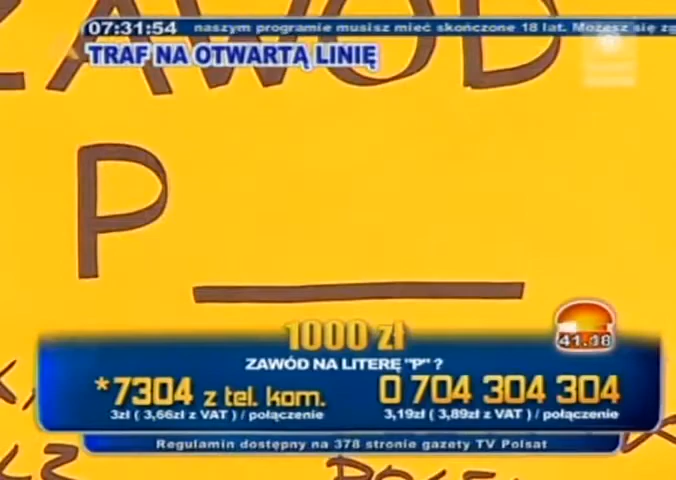 07:31:54 naszym programie musisz mieć skończone 18 lat. Możesz się
ZAWÓD
TRAF NA OTWARTĄ LINIĘ
P
1000 zł
41.18
ZAWÓD NA LITERĘ "P" ?
*7304 z tel. kom. 0 704 304 304
3zł ( 3,66zł z VAT ) / połączenie 3,19zł ( 3,89zł z VAT ) / połączenie
Regulamin dostępny na 378 stronie gazety TV Polsat